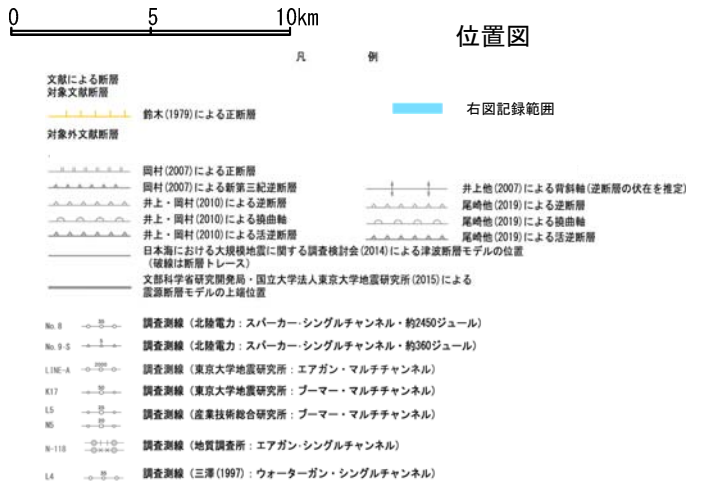 0 5 10km
位置図
凡 例
文献による断層
対象文献断層
鈴木(1979)による正断層
右図記録範囲
対象外文献断層
岡村(2007)による正断層
岡村(2007)による新第三紀逆断層
井上他(2007)による背斜軸(逆断層の伏在を推定)
井上・岡村(2010)による逆断層
尾崎他(2019)による逆断層
井上・岡村(2010)による撓曲軸
尾崎他(2019)による撓曲軸
井上・岡村(2010)による活逆断層
尾崎他(2019)による活逆断層
日本海における大規模地震に関する調査検討会(2014)による津波断層モデルの位置
(破線は断層トレース)
文部科学省研究開発局・国立大学法人東京大学地震研究所(2015)による
震源断層モデルの上端位置
No.8 調査測線(北陸電力:スパーカー・シングルチャンネル・約2450ジュール)
No.9-S 調査測線(北陸電力:スパーカー・シングルチャンネル・約360ジュール)
LINE-A 調査測線(東京大学地震研究所:エアガン・マルチチャンネル)
K17 調査測線(東京大学地震研究所:ブーマー・マルチチャンネル)
L5
調査測線(産業技術総合研究所:ブーマー・マルチチャンネル)
N5
N-118 調査測線(地質調査所:エアガン・シングルチャンネル)
L4 調査測線(三澤(1997):ウォーターガン・シングルチャンネル)